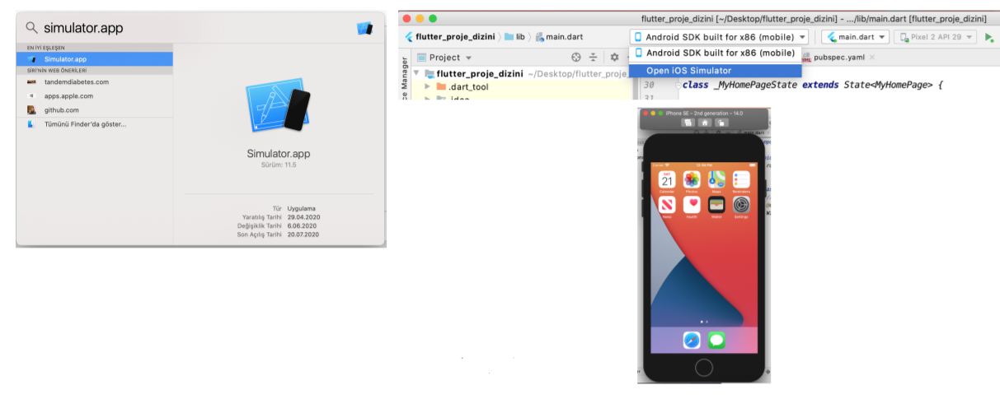 simulator.app
EN İYİ EŞLEŞEN
Simulator.app
SİRİ'NİN WEB ÖNERİLERİ
tandemdiabetes.com
apps.apple.com
github.com
Tümünü Finder'da göster...
Simulator.app
Sürüm: 11.5
Tür Uygulama
Yaratılış Tarihi 29.04.2020
Değişiklik Tarihi 6.06.2020
Son Açılış Tarihi 20.07.2020
flutter_proje_dizini [~/Desktop/flutter_proje_dizini] - .../lib/main.dart [flutter_proje_dizini]
flutter_proje_dizini lib main.dart Android SDK built for x86 (mobile) main.dart Pixel 2 API 29
Project Android SDK built for x86 (mobile) pubspec.yaml
flutter_proje_dizini ~/Desktop/flutter_proje Open iOS Simulator
.dart_tool 30 class _MyHomePageState extends State<MyHomePage> {
.idea 31
iPhone SE – 2nd generation – 14.0
SAT
21
Calendar Photos Maps Reminders
News Health Wallet Settings